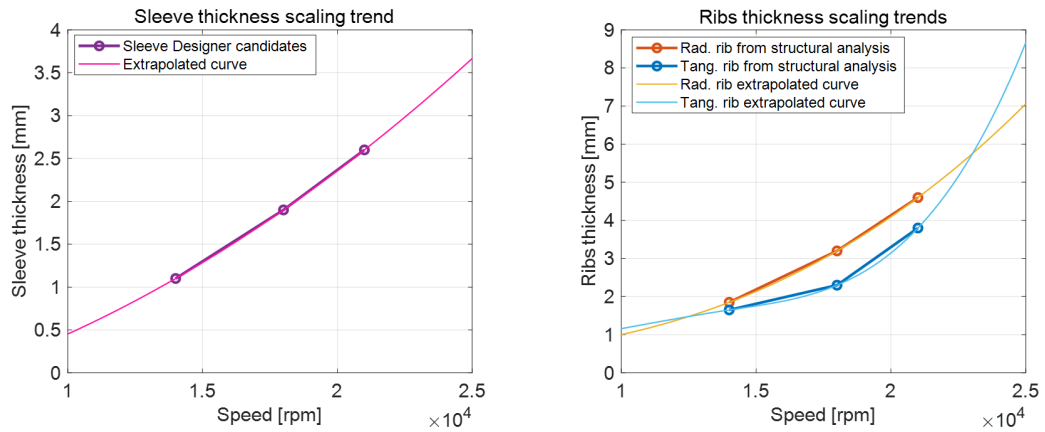 Sleeve thickness scaling trend
Sleeve Designer candidates
Extrapolated curve
Sleeve thickness [mm]
4
3.5
3
2.5
2
1.5
1
0.5
0
1
1.5
2
2.5
Speed [rpm]
×10⁴
Ribs thickness scaling trends
Rad. rib from structural analysis
Tang. rib from structural analysis
Rad. rib extrapolated curve
Tang. rib extrapolated curve
Ribs thickness [mm]
9
8
7
6
5
4
3
2
1
0
1
1.5
2
2.5
Speed [rpm]
×10⁴